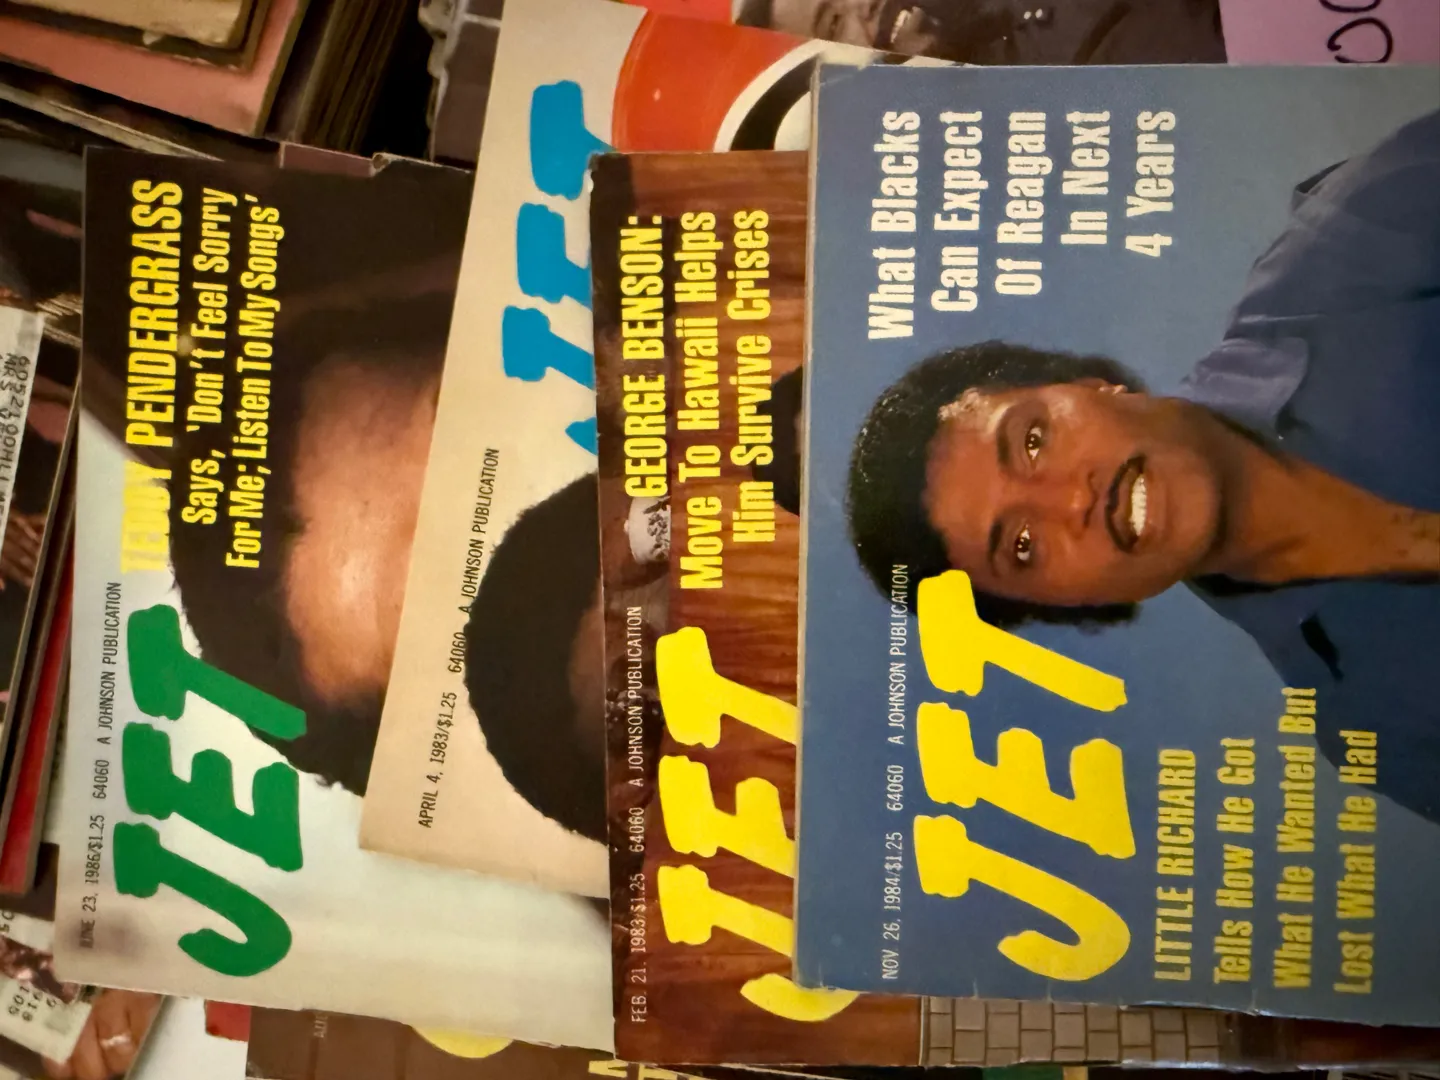 JUNE 23, 1986/$1.25 64060 A JOHNSON PUBLICATION
JET
TEDDY PENDERGRASS
Says, 'Don't Feel Sorry
For Me; Listen To My Songs'
APRIL 4, 1983/$1.25 64060 A JOHNSON PUBLICATION
JET
FEB. 21, 1983/$1.25 64060 A JOHNSON PUBLICATION
JET
GEORGE BENSON:
Move To Hawaii Helps
Him Survive Crises
NOV. 26, 1984/$1.25 64060 A JOHNSON PUBLICATION
JET
What Blacks
Can Expect
Of Reagan
In Next
4 Years
LITTLE RICHARD
Tells How He Got
What He Wanted But
Lost What He Had